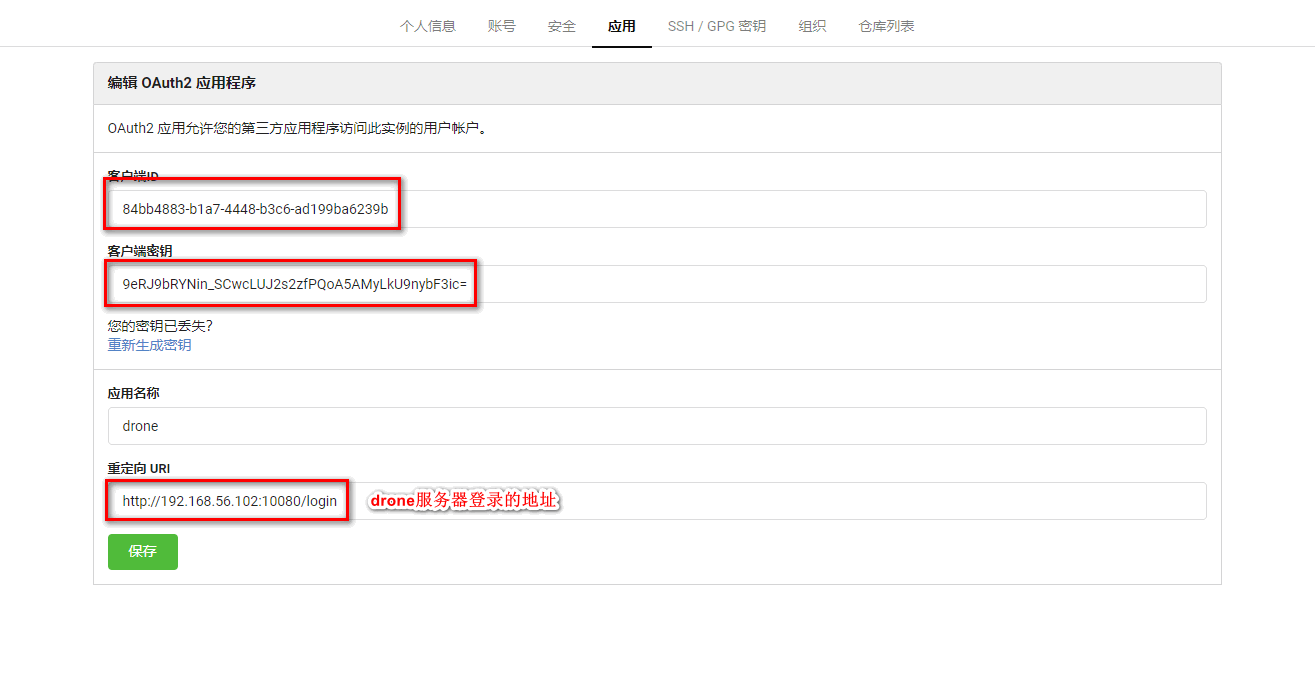 个人信息 账号 安全 应用 SSH / GPG 密钥 组织 仓库列表
编辑 OAuth2 应用程序
OAuth2 应用允许您的第三方应用程序访问此实例的用户帐户。
客户端ID
84bb4883-b1a7-4448-b3c6-ad199ba6239b
客户端密钥
9eRJ9bRYNin_SCwcLUJ2s2zfPQoA5AMyLkU9nybF3ic=
您的密钥已丢失?
重新生成密钥
应用名称
drone
重定向 URI
http://192.168.56.102:10080/login drone服务器登录的地址
保存